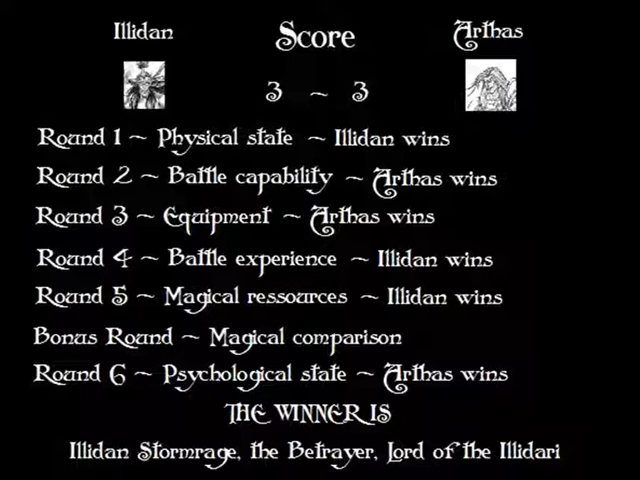 Illidan Score Arthas
3 ~ 3
Round 1 ~ Physical state ~ Illidan wins
Round 2 ~ Battle capability ~ Arthas wins
Round 3 ~ Equipment ~ Arthas wins
Round 4 ~ Battle experience ~ Illidan wins
Round 5 ~ Magical ressources ~ Illidan wins
Bonus Round ~ Magical comparison
Round 6 ~ Psychological state ~ Arthas wins
THE WINNER IS
Illidan Stormrage, the Betrayer, Lord of the Illidari